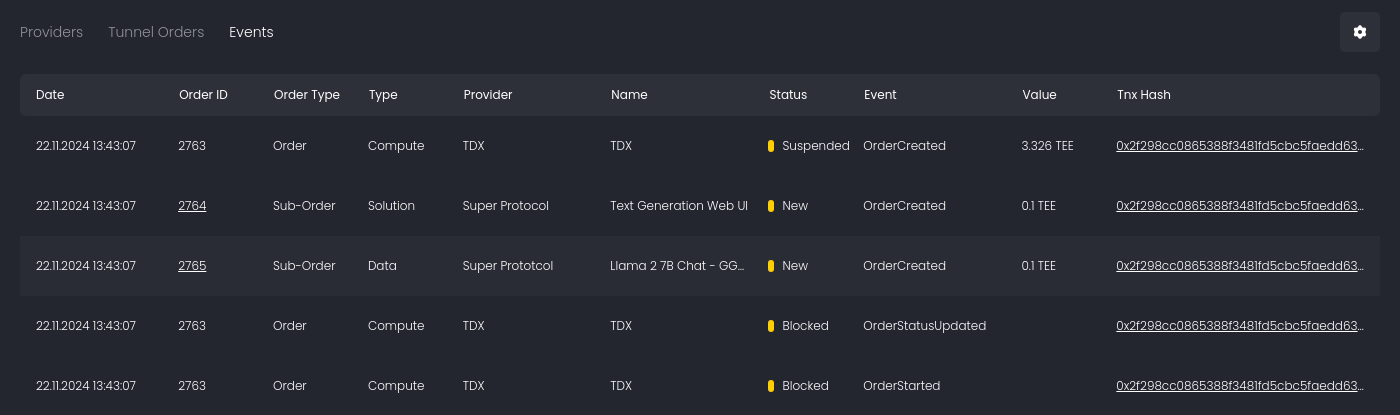 Providers Tunnel Orders Events
Date Order ID Order Type Type Provider Name Status Event Value Tnx Hash
22.11.2024 13:43:07 2763 Order Compute TDX TDX Suspended OrderCreated 3.326 TEE 0x2f298cc0865388f3481fd5cbc5faedd63...
22.11.2024 13:43:07 2764 Sub-Order Solution Super Protocol Text Generation Web UI New OrderCreated 0.1 TEE 0x2f298cc0865388f3481fd5cbc5faedd63...
22.11.2024 13:43:07 2765 Sub-Order Data Super Prototcol Llama 2 7B Chat - GG... New OrderCreated 0.1 TEE 0x2f298cc0865388f3481fd5cbc5faedd63...
22.11.2024 13:43:07 2763 Order Compute TDX TDX Blocked OrderStatusUpdated 0x2f298cc0865388f3481fd5cbc5faedd63...
22.11.2024 13:43:07 2763 Order Compute TDX TDX Blocked OrderStarted 0x2f298cc0865388f3481fd5cbc5faedd63...